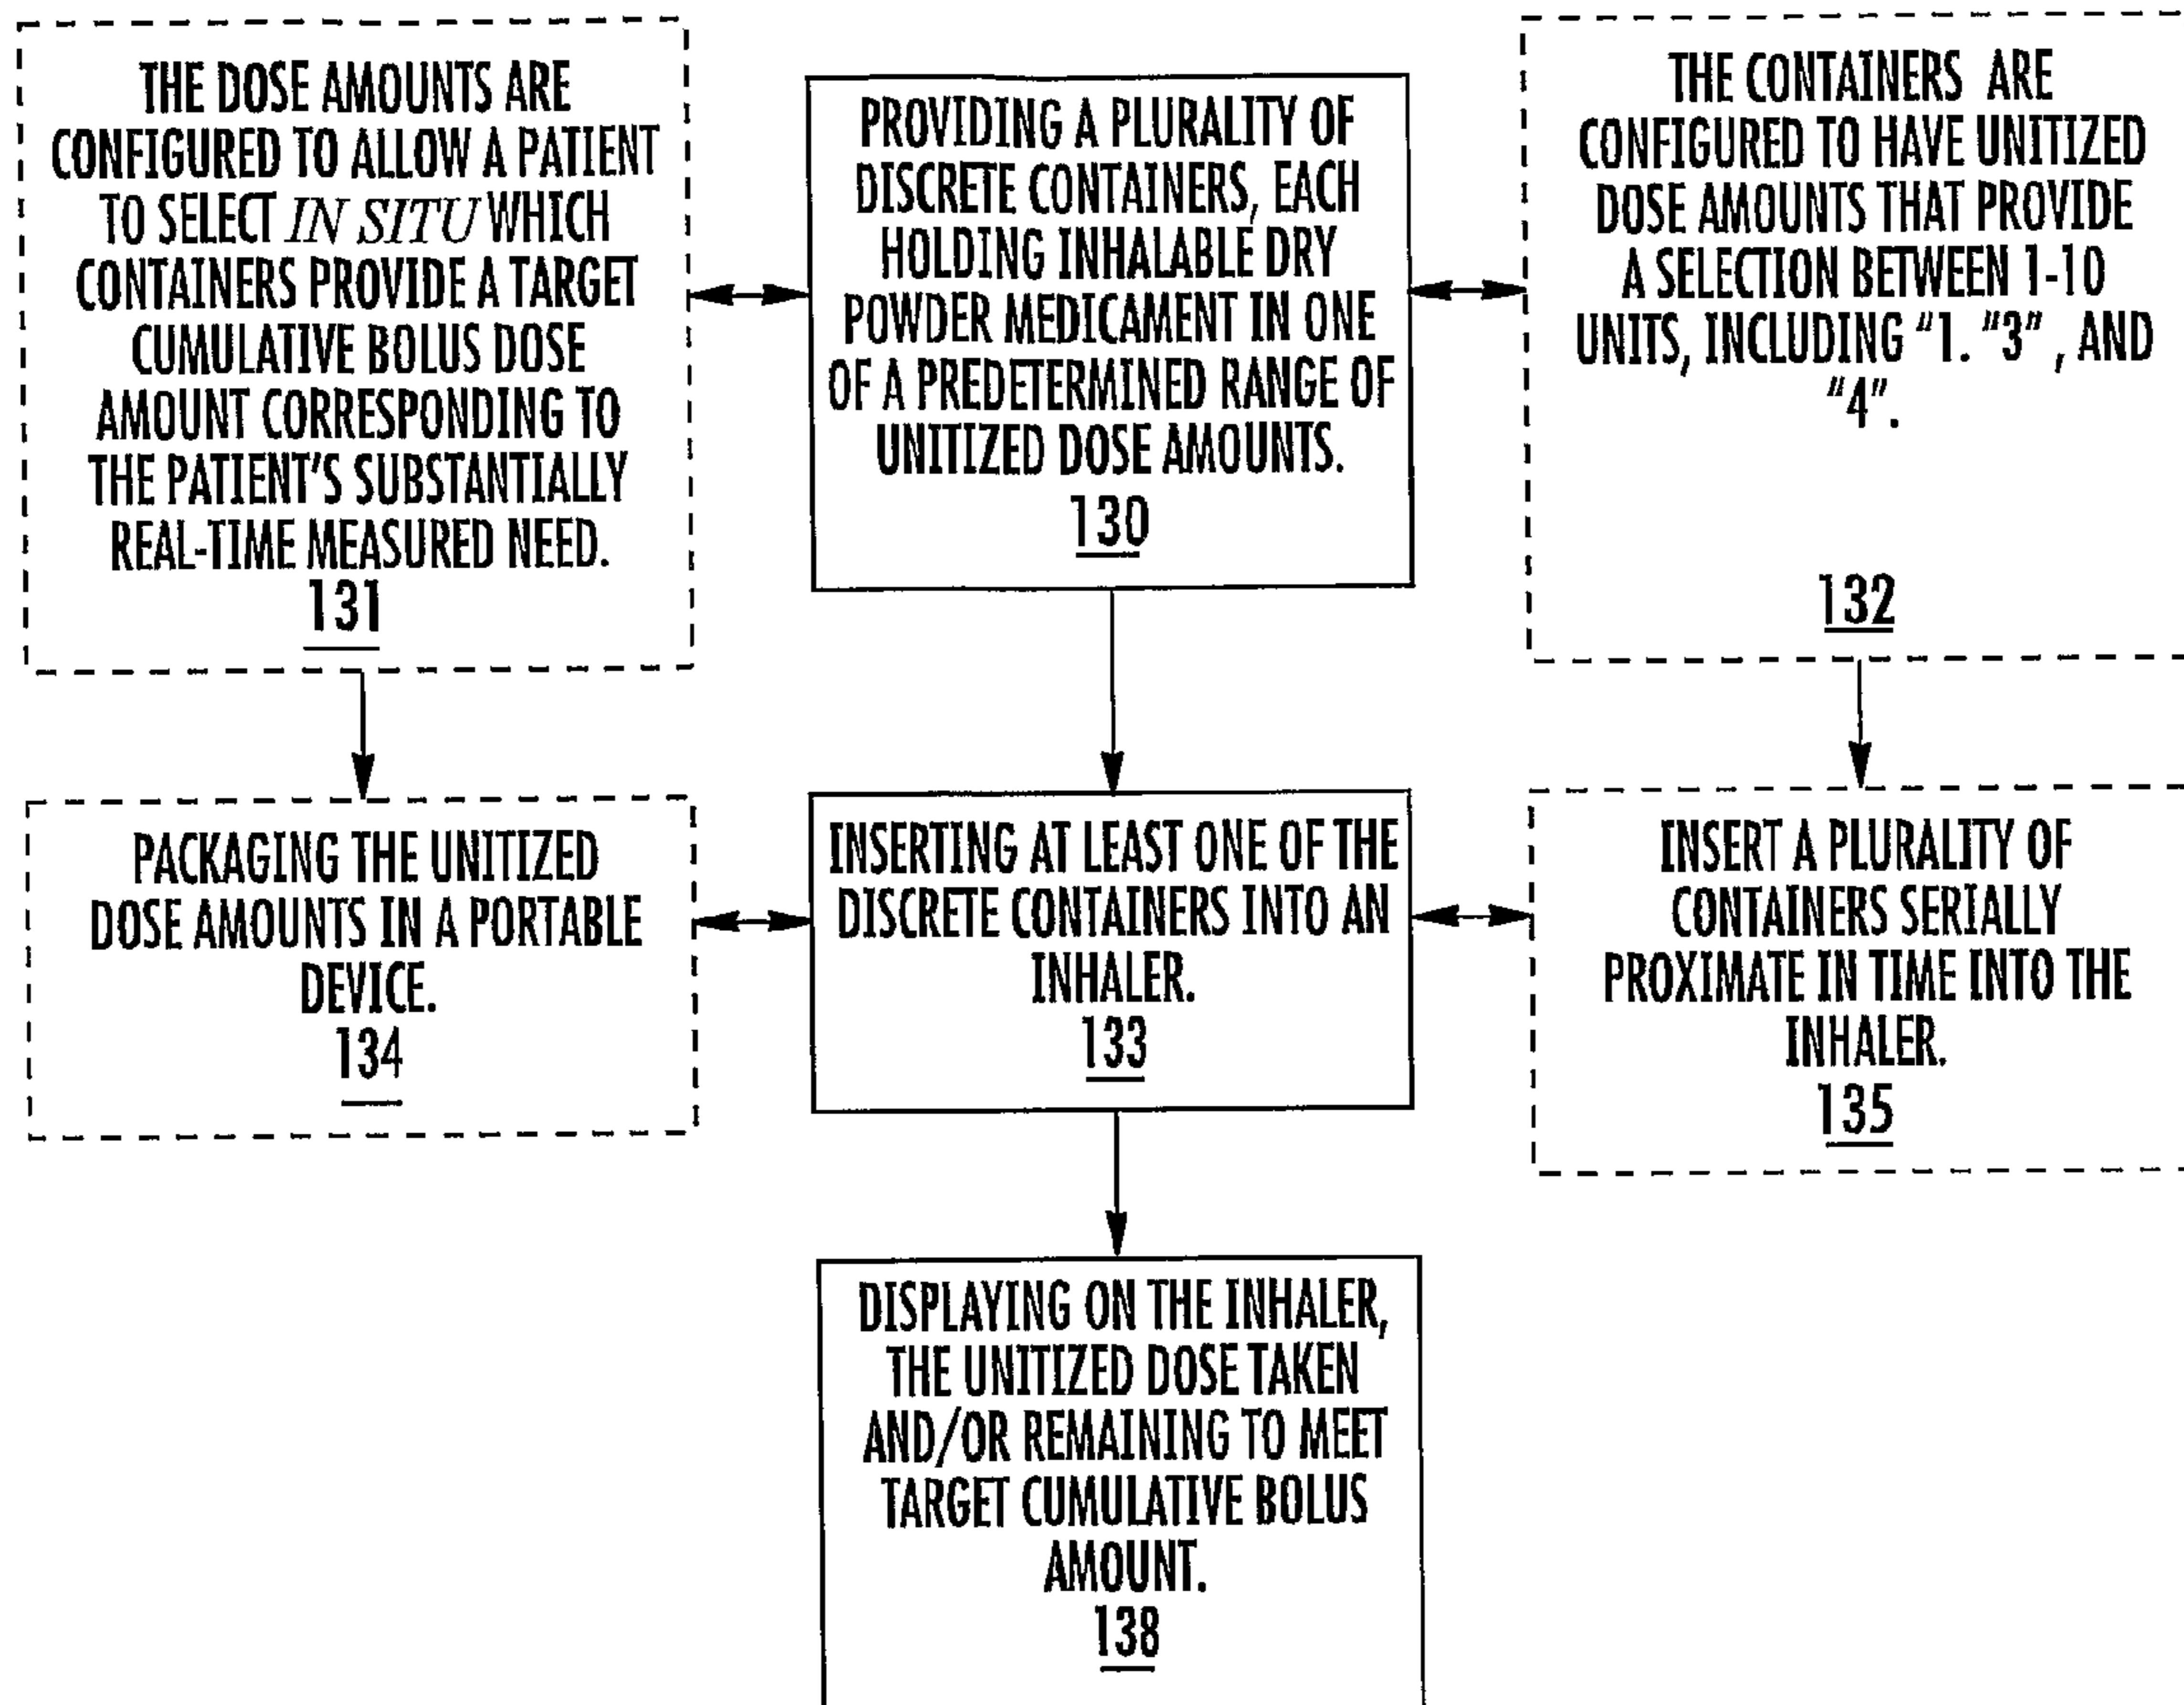 THE DOSE AMOUNTS ARE
CONFIGURED TO ALLOW A PATIENT
TO SELECT IN SITU WHICH
CONTAINERS PROVIDE A TARGET
CUMULATIVE BOLUS DOSE
AMOUNT CORRESPONDING TO
THE PATIENT'S SUBSTANTIALLY
REAL-TIME MEASURED NEED.
131
PROVIDING A PLURALITY OF
DISCRETE CONTAINERS, EACH
HOLDING INHALABLE DRY
POWDER MEDICAMENT IN ONE
OF A PREDETERMINED RANGE OF
UNITIZED DOSE AMOUNTS.
130
THE CONTAINERS ARE
CONFIGURED TO HAVE UNITIZED
DOSE AMOUNTS THAT PROVIDE
A SELECTION BETWEEN 1-10
UNITS, INCLUDING "1. "3", AND
"4".
132
PACKAGING THE UNITIZED
DOSE AMOUNTS IN A PORTABLE
DEVICE.
134
INSERTING AT LEAST ONE OF THE
DISCRETE CONTAINERS INTO AN
INHALER.
133
INSERT A PLURALITY OF
CONTAINERS SERIALLY
PROXIMATE IN TIME INTO THE
INHALER.
135
DISPLAYING ON THE INHALER,
THE UNITIZED DOSE TAKEN
AND/OR REMAINING TO MEET
TARGET CUMULATIVE BOLUS
AMOUNT.
138